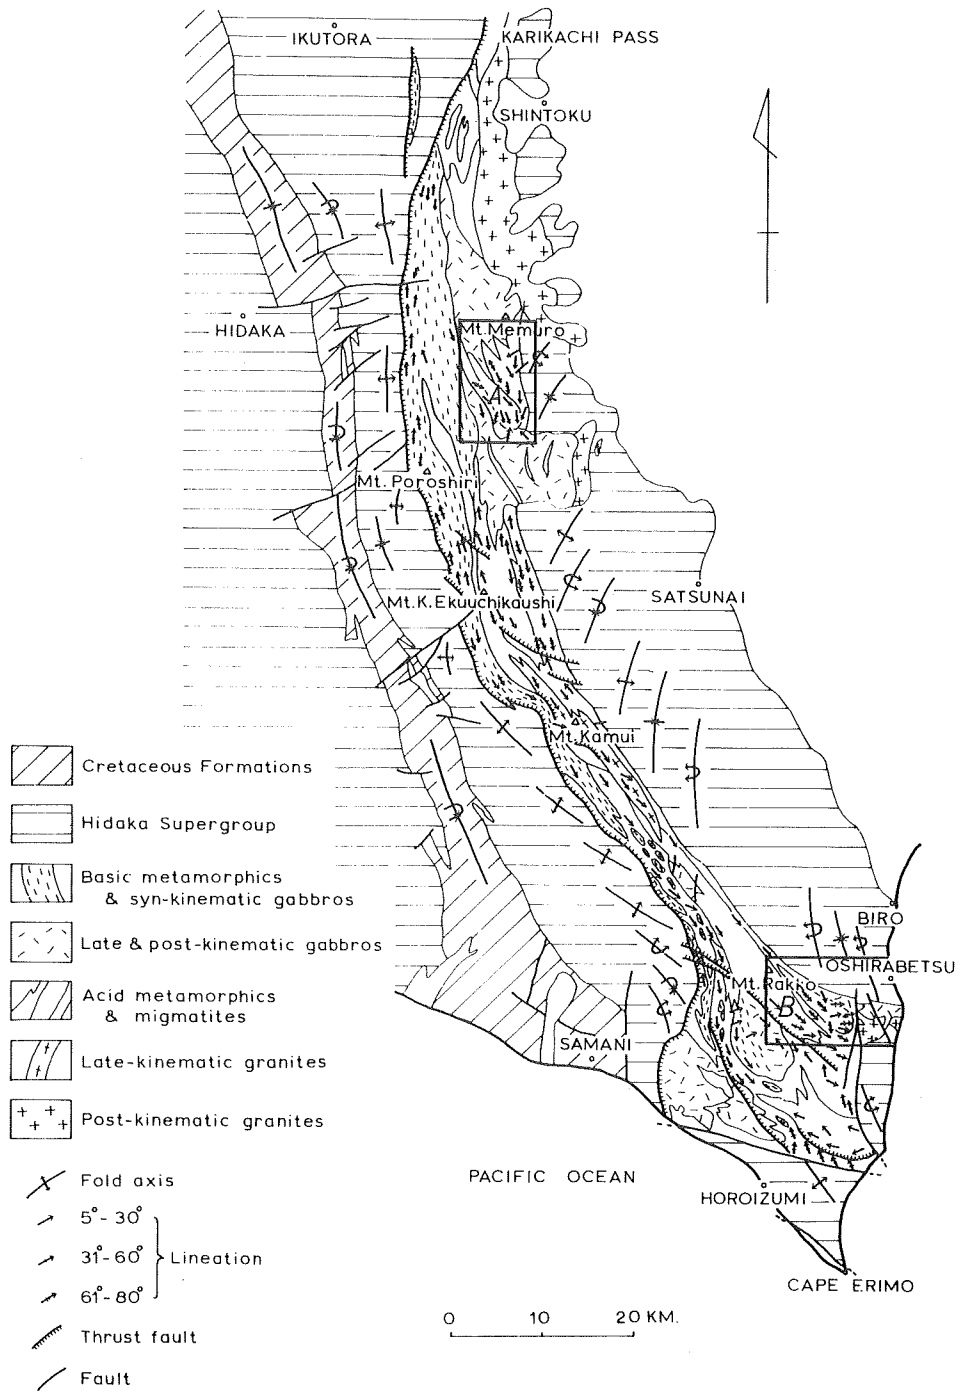 IKUTORA
KARIKACHI PASS
SHINTOKU
HIDAKA
Mt. Memuro
A
Mt. Poroshiri
Mt. K. Ekuuchikaushi
SATSUNAI
Mt. Kamui
Cretaceous Formations
Hidaka Supergroup
Basic metamorphics
& syn-kinematic gabbros
Late & post-kinematic gabbros
Acid metamorphics
& migmatites
Late-kinematic granites
Post-kinematic granites
Fold axis
5°-30°
31°-60°
Lineation
61°-80°
Thrust fault
Fault
BIRO
OSHIRABETSU
Mt. Rakko
B
SAMANI
PACIFIC OCEAN
HOROIZUMI
CAPE ERIMO
0 10 20 KM.